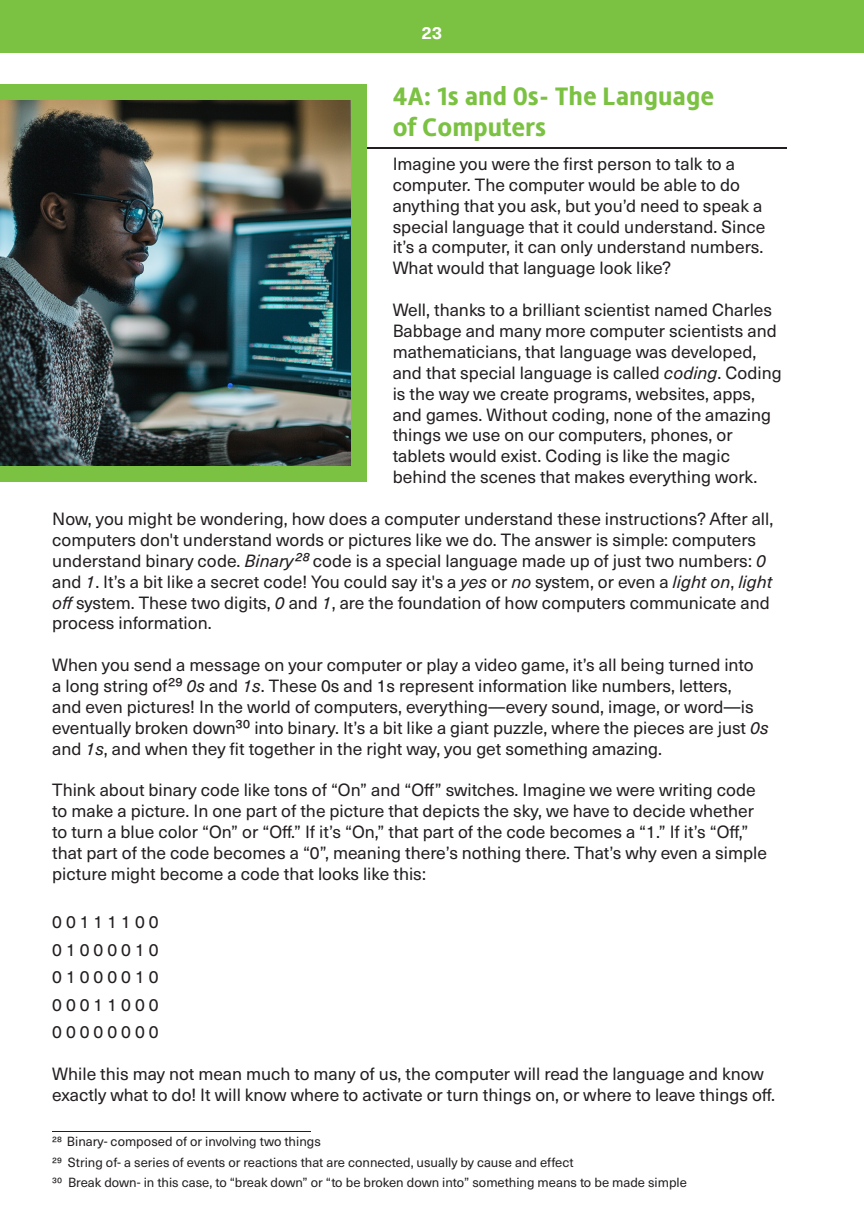 23
4A: 1s and 0s- The Language
of Computers
Imagine you were the first person to talk to a
computer. The computer would be able to do
anything that you ask, but you’d need to speak a
special language that it could understand. Since
it’s a computer, it can only understand numbers.
What would that language look like?
Well, thanks to a brilliant scientist named Charles
Babbage and many more computer scientists and
mathematicians, that language was developed,
and that special language is called coding. Coding
is the way we create programs, websites, apps,
and games. Without coding, none of the amazing
things we use on our computers, phones, or
tablets would exist. Coding is like the magic
behind the scenes that makes everything work.
Now, you might be wondering, how does a computer understand these instructions? After all,
computers don't understand words or pictures like we do. The answer is simple: computers
understand binary code. Binary²⁸ code is a special language made up of just two numbers: 0
and 1. It’s a bit like a secret code! You could say it's a yes or no system, or even a light on, light
off system. These two digits, 0 and 1, are the foundation of how computers communicate and
process information.
When you send a message on your computer or play a video game, it’s all being turned into
a long string of²⁹ 0s and 1s. These 0s and 1s represent information like numbers, letters,
and even pictures! In the world of computers, everything—every sound, image, or word—is
eventually broken down³⁰ into binary. It’s a bit like a giant puzzle, where the pieces are just 0s
and 1s, and when they fit together in the right way, you get something amazing.
Think about binary code like tons of “On” and “Off” switches. Imagine we were writing code
to make a picture. In one part of the picture that depicts the sky, we have to decide whether
to turn a blue color “On” or “Off.” If it’s “On,” that part of the code becomes a “1.” If it’s “Off,”
that part of the code becomes a “0”, meaning there’s nothing there. That’s why even a simple
picture might become a code that looks like this:
0 0 1 1 1 1 0 0
0 1 0 0 0 0 1 0
0 1 0 0 0 0 1 0
0 0 0 1 1 0 0 0
0 0 0 0 0 0 0 0
While this may not mean much to many of us, the computer will read the language and know
exactly what to do! It will know where to activate or turn things on, or where to leave things off.
²⁸ Binary- composed of or involving two things
²⁹ String of- a series of events or reactions that are connected, usually by cause and effect
³⁰ Break down- in this case, to “break down” or “to be broken down into” something means to be made simple